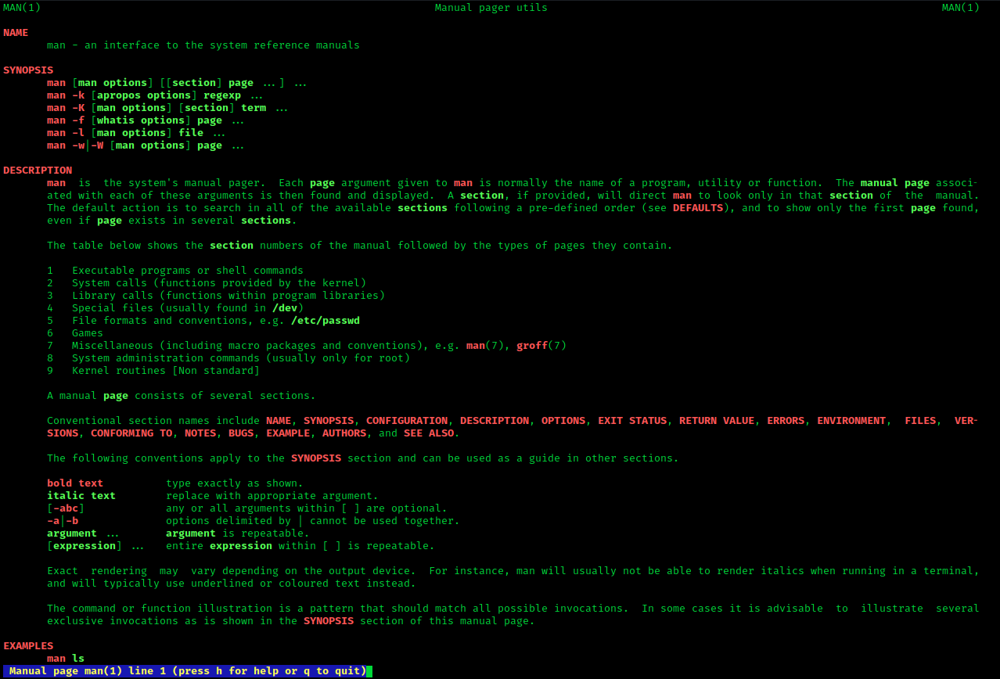 MAN(1) Manual pager utils MAN(1)
NAME
man - an interface to the system reference manuals
SYNOPSIS
man [man options] [[section] page ...] ...
man -k [apropos options] regexp ...
man -K [man options] [section] term ...
man -f [whatis options] page ...
man -l [man options] file ...
man -w|-W [man options] page ...
DESCRIPTION
man is the system's manual pager. Each page argument given to man is normally the name of a program, utility or function. The manual page associ-
ated with each of these arguments is then found and displayed. A section, if provided, will direct man to look only in that section of the manual.
The default action is to search in all of the available sections following a pre-defined order (see DEFAULTS), and to show only the first page found,
even if page exists in several sections.
The table below shows the section numbers of the manual followed by the types of pages they contain.
1 Executable programs or shell commands
2 System calls (functions provided by the kernel)
3 Library calls (functions within program libraries)
4 Special files (usually found in /dev)
5 File formats and conventions, e.g. /etc/passwd
6 Games
7 Miscellaneous (including macro packages and conventions), e.g. man(7), groff(7)
8 System administration commands (usually only for root)
9 Kernel routines [Non standard]
A manual page consists of several sections.
Conventional section names include NAME, SYNOPSIS, CONFIGURATION, DESCRIPTION, OPTIONS, EXIT STATUS, RETURN VALUE, ERRORS, ENVIRONMENT, FILES, VER-
SIONS, CONFORMING TO, NOTES, BUGS, EXAMPLE, AUTHORS, and SEE ALSO.
The following conventions apply to the SYNOPSIS section and can be used as a guide in other sections.
bold text type exactly as shown.
italic text replace with appropriate argument.
[-abc] any or all arguments within [ ] are optional.
-a|-b options delimited by | cannot be used together.
argument ... argument is repeatable.
[expression] ... entire expression within [ ] is repeatable.
Exact rendering may vary depending on the output device. For instance, man will usually not be able to render italics when running in a terminal,
and will typically use underlined or coloured text instead.
The command or function illustration is a pattern that should match all possible invocations. In some cases it is advisable to illustrate several
exclusive invocations as is shown in the SYNOPSIS section of this manual page.
EXAMPLES
man ls
Manual page man(1) line 1 (press h for help or q to quit)